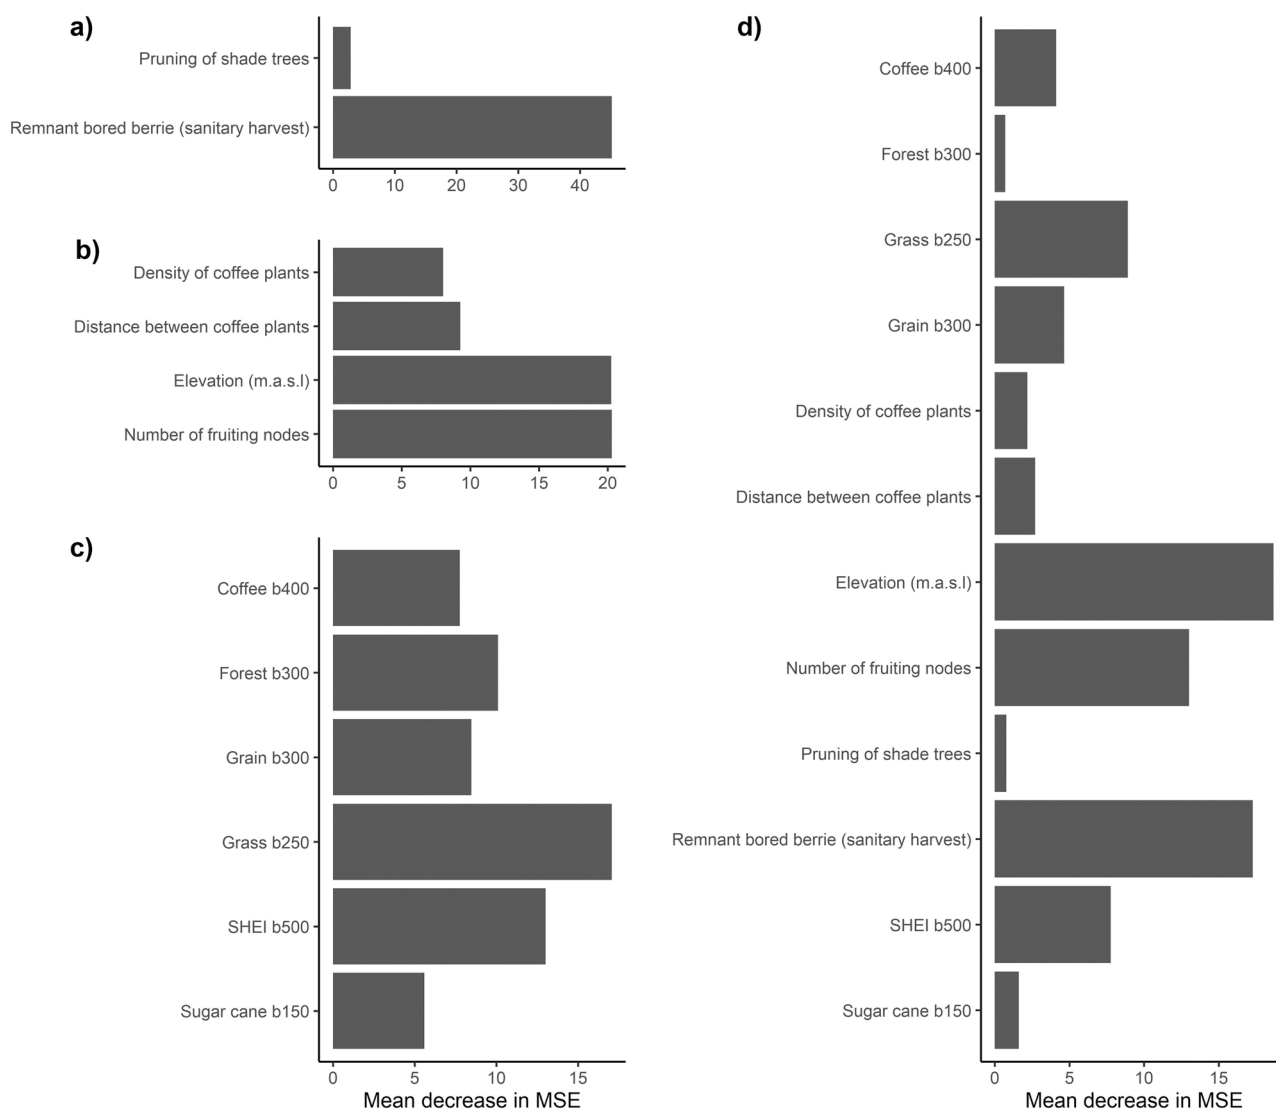 a)
Pruning of shade trees
Remnant bored berrie (sanitary harvest)
0 10 20 30 40
b)
Density of coffee plants
Distance between coffee plants
Elevation (m.a.s.l)
Number of fruiting nodes
0 5 10 15 20
c)
Coffee b400
Forest b300
Grain b300
Grass b250
SHEI b500
Sugar cane b150
0 5 10 15
Mean decrease in MSE
d)
Coffee b400
Forest b300
Grass b250
Grain b300
Density of coffee plants
Distance between coffee plants
Elevation (m.a.s.l)
Number of fruiting nodes
Pruning of shade trees
Remnant bored berrie (sanitary harvest)
SHEI b500
Sugar cane b150
0 5 10 15
Mean decrease in MSE